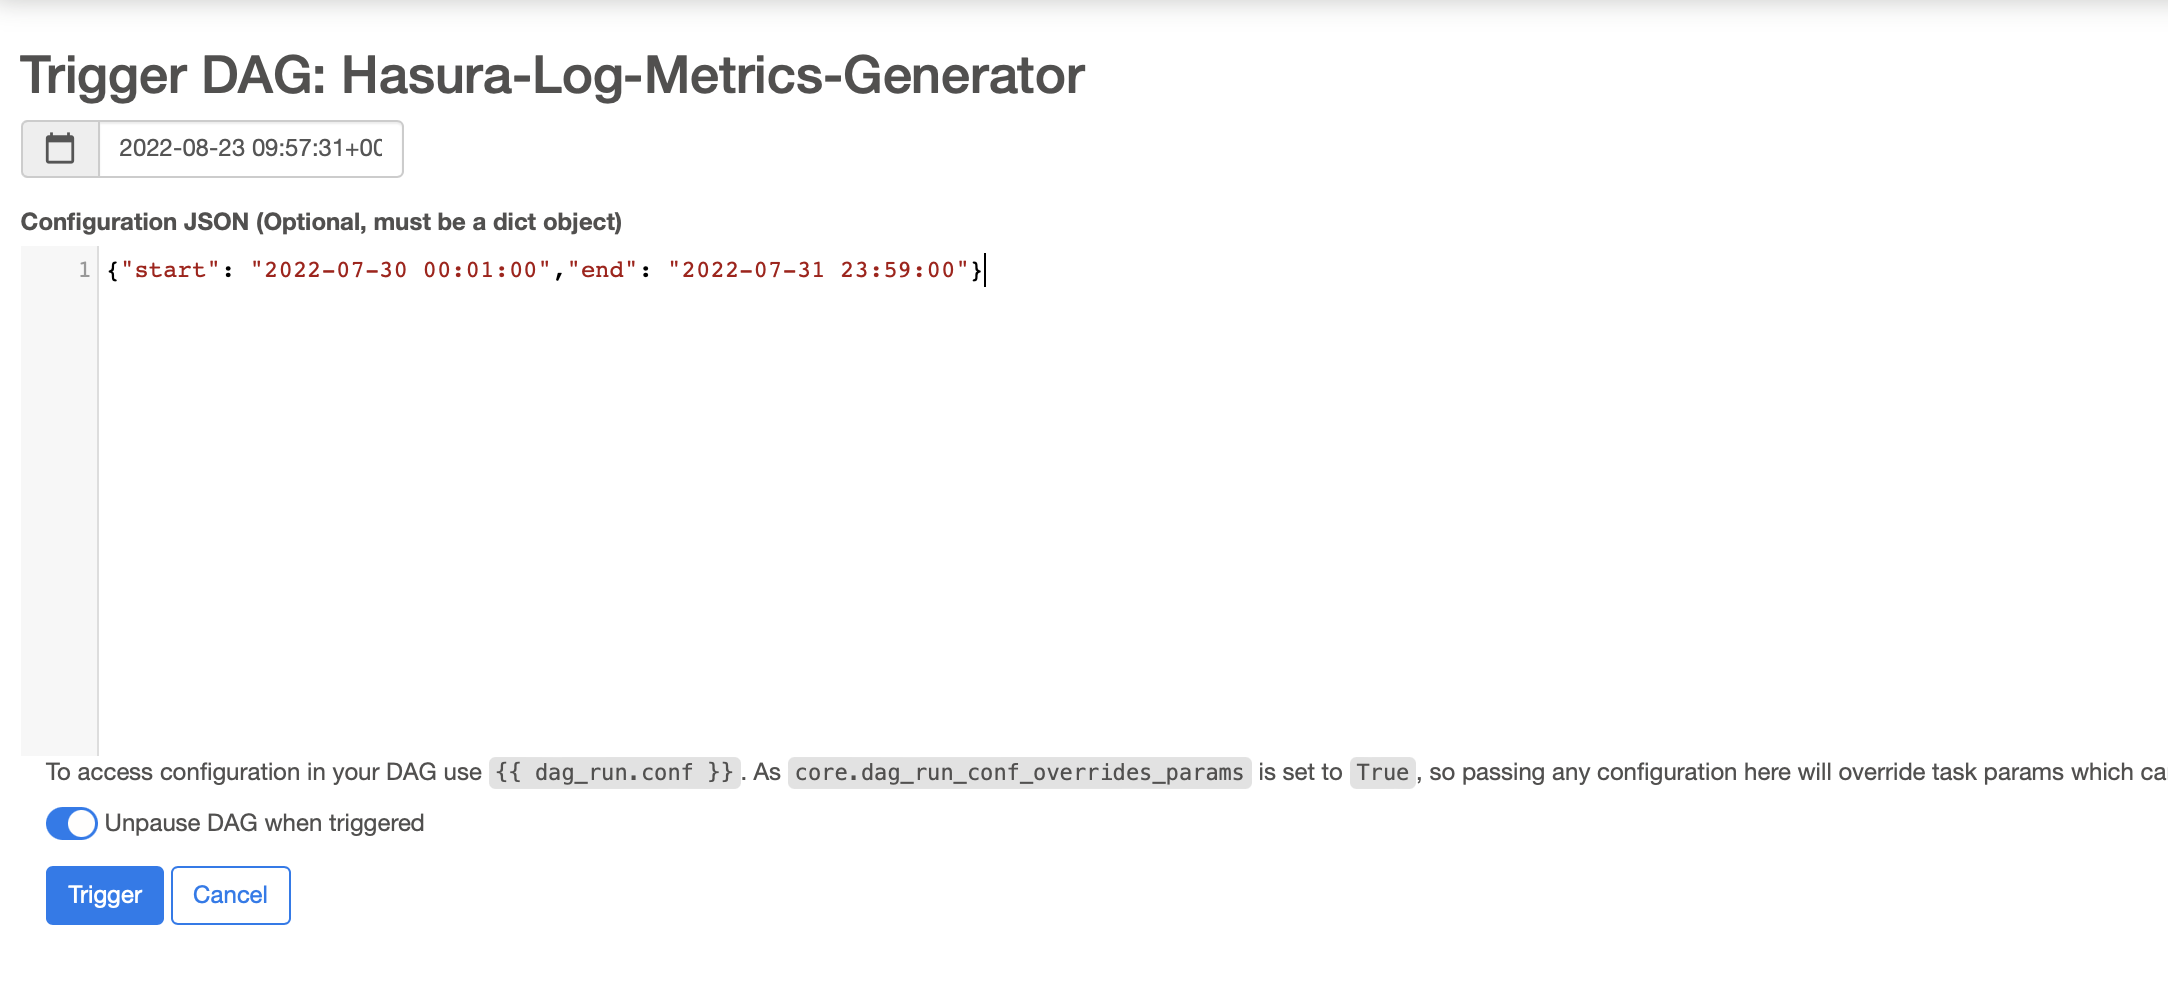 Trigger DAG: Hasura-Log-Metrics-Generator
2022-08-23 09:57:31+00
Configuration JSON (Optional, must be a dict object)
1 {"start": "2022-07-30 00:01:00","end": "2022-07-31 23:59:00"}
To access configuration in your DAG use {{ dag_run.conf }}. As core.dag_run_conf_overrides_params is set to True, so passing any configuration here will override task params which ca
Unpause DAG when triggered
Trigger Cancel